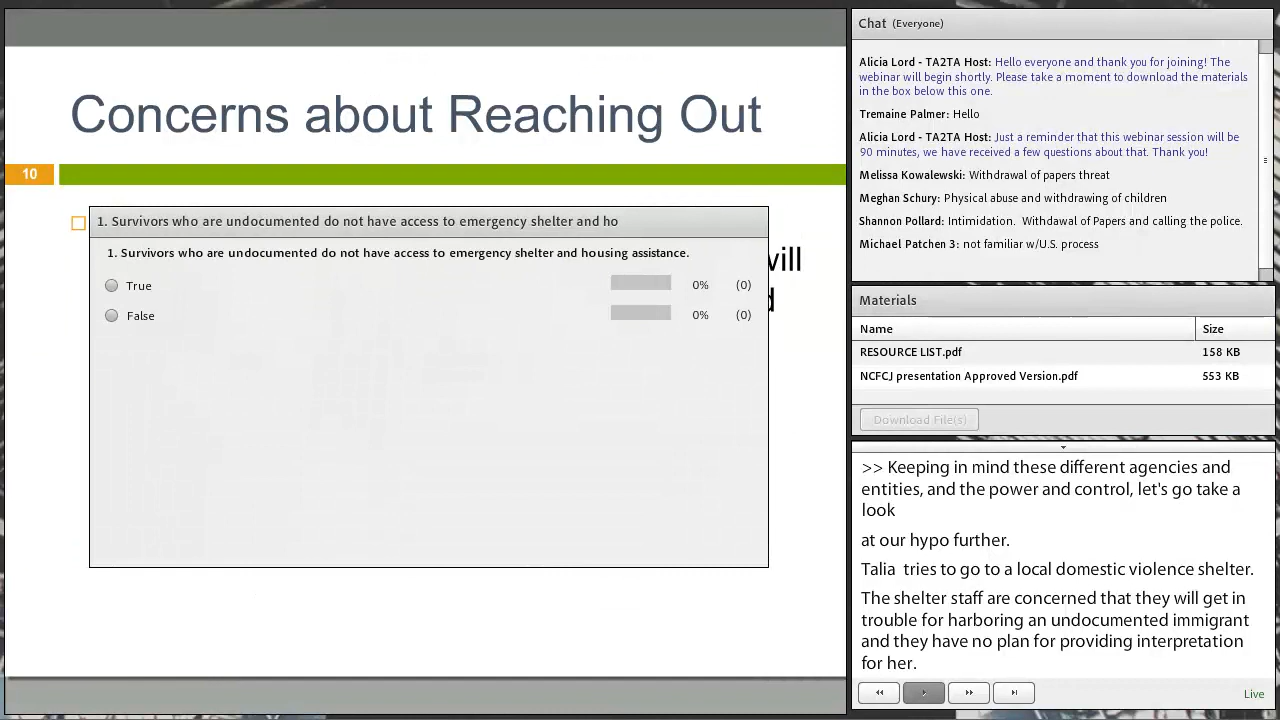 Concerns about Reaching Out
10
1. Survivors who are undocumented do not have access to emergency shelter and ho
1. Survivors who are undocumented do not have access to emergency shelter and housing assistance.
will
True 0% (0)
d
False 0% (0)
Chat (Everyone)
Alicia Lord - TA2TA Host: Hello everyone and thank you for joining! The
webinar will begin shortly. Please take a moment to download the materials
in the box below this one.
Tremaine Palmer: Hello
Alicia Lord - TA2TA Host: Just a reminder that this webinar session will be
90 minutes, we have received a few questions about that. Thank you!
Melissa Kowalewski: Withdrawal of papers threat
Meghan Schury: Physical abuse and withdrawing of children
Shannon Pollard: Intimidation. Withdawal of Papers and calling the police.
Michael Patchen 3: not familiar w/U.S. process
Materials
Name Size
RESOURCE LIST.pdf 158 KB
NCFCJ presentation Approved Version.pdf 553 KB
Download File(s)
>> Keeping in mind these different agencies and
entities, and the power and control, let's go take a
look
at our hypo further.
Talia tries to go to a local domestic violence shelter.
The shelter staff are concerned that they will get in
trouble for harboring an undocumented immigrant
and they have no plan for providing interpretation
for her.
Live